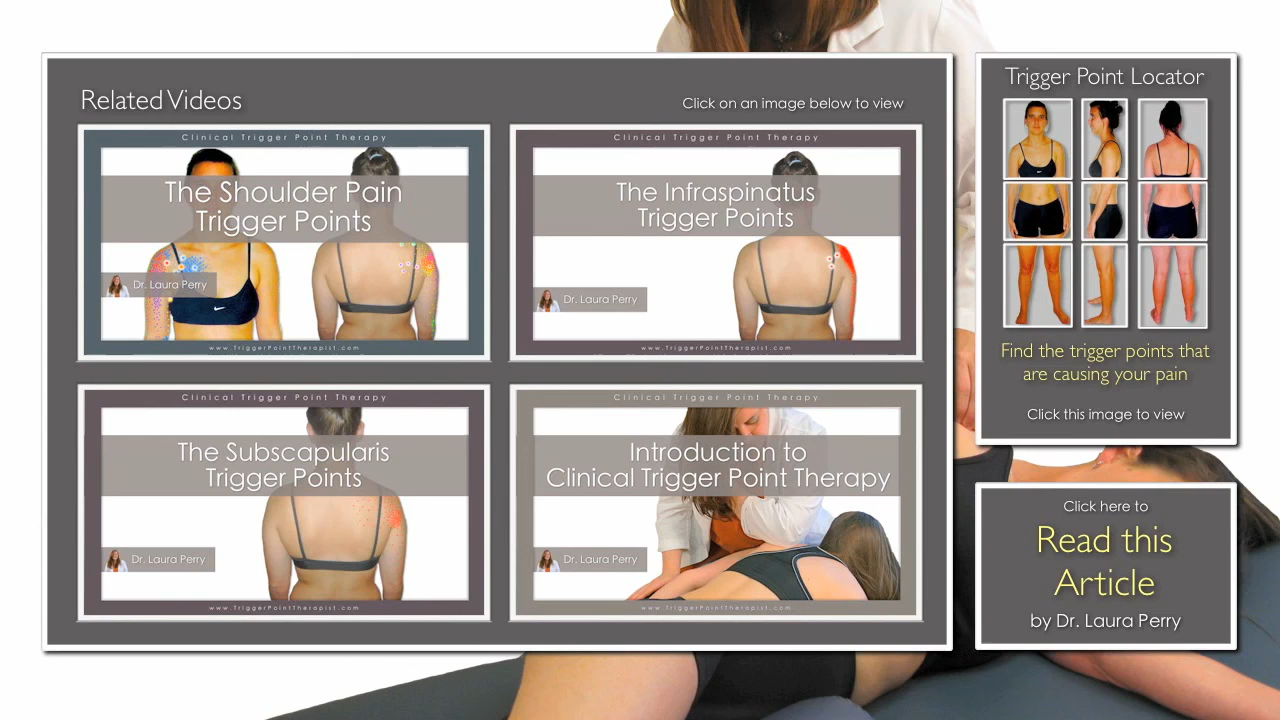 Related Videos
Click on an image below to view
Clinical Trigger Point Therapy
The Shoulder Pain
Trigger Points
Dr. Laura Perry
www.TriggerPointTherapist.com
Clinical Trigger Point Therapy
The Infraspinatus
Trigger Points
Dr. Laura Perry
www.TriggerPointTherapist.com
Clinical Trigger Point Therapy
The Subscapularis
Trigger Points
Dr. Laura Perry
www.TriggerPointTherapist.com
Clinical Trigger Point Therapy
Introduction to
Clinical Trigger Point Therapy
Dr. Laura Perry
www.TriggerPointTherapist.com
Trigger Point Locator
Find the trigger points that
are causing your pain
Click this image to view
Click here to
Read this
Article
by Dr. Laura Perry